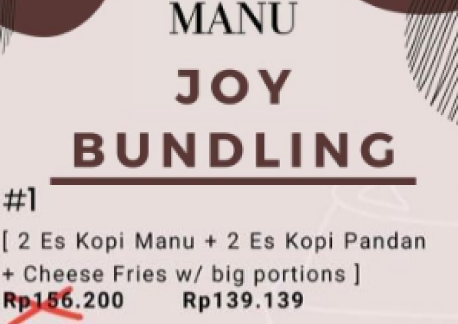 MANU
JOY
BUNDLING
#1
[ 2 Es Kopi Manu + 2 Es Kopi Pandan
+ Cheese Fries w/ big portions ]
Rp156.200 Rp139.139